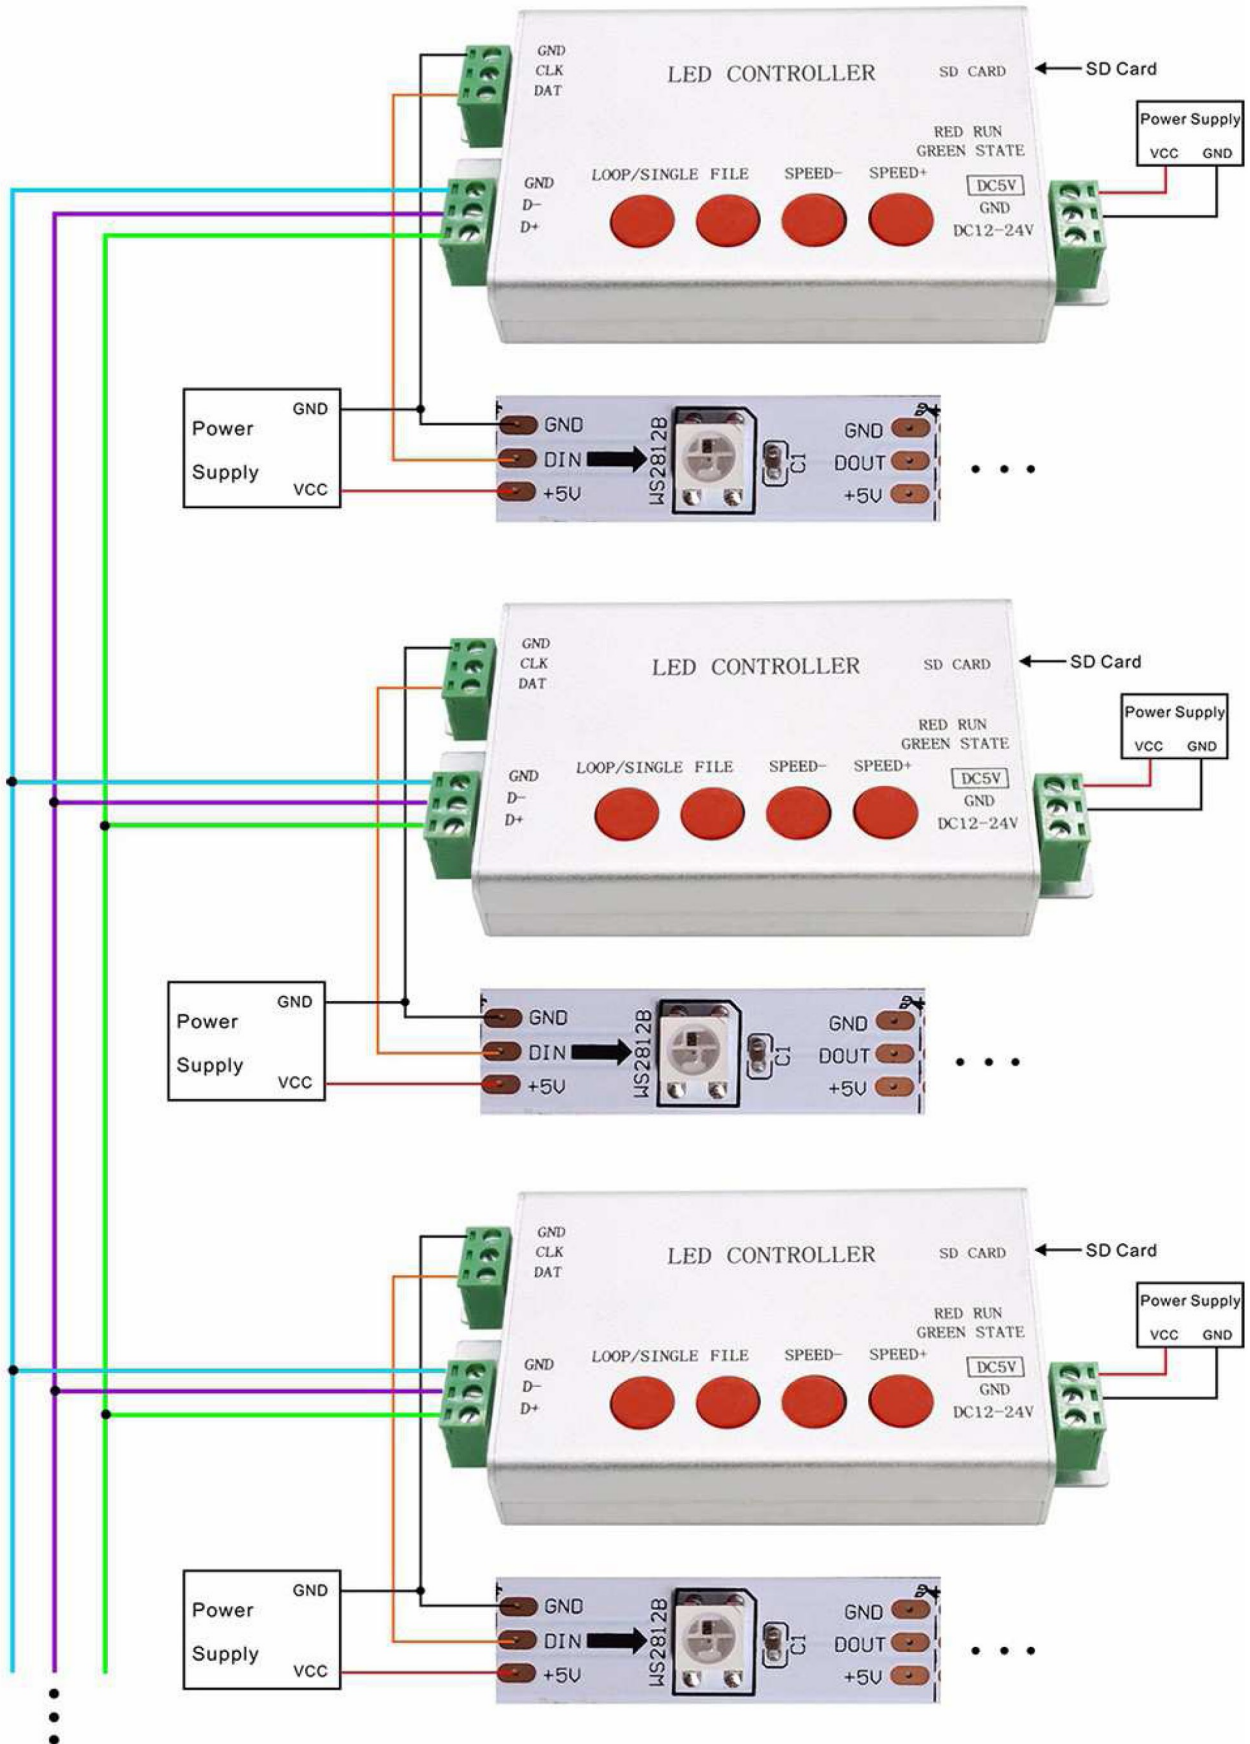 GND
CLK
DAT
LED CONTROLLER
SD CARD
SD Card
Power Supply
VCC GND
RED RUN
GREEN STATE
LOOP/SINGLE FILE SPEED- SPEED+
GND
D-
D+
DC5V
GND
DC12-24V
Power
Supply
GND
VCC
GND
DIN
+5V
WS2812B
C1
GND
DOUT
+5V
GND
CLK
DAT
LED CONTROLLER
SD CARD
SD Card
Power Supply
VCC GND
RED RUN
GREEN STATE
LOOP/SINGLE FILE SPEED- SPEED+
GND
D-
D+
DC5V
GND
DC12-24V
Power
Supply
GND
VCC
GND
DIN
+5V
WS2812B
C1
GND
DOUT
+5V
GND
CLK
DAT
LED CONTROLLER
SD CARD
SD Card
Power Supply
VCC GND
RED RUN
GREEN STATE
LOOP/SINGLE FILE SPEED- SPEED+
GND
D-
D+
DC5V
GND
DC12-24V
Power
Supply
GND
VCC
GND
DIN
+5V
WS2812B
C1
GND
DOUT
+5V